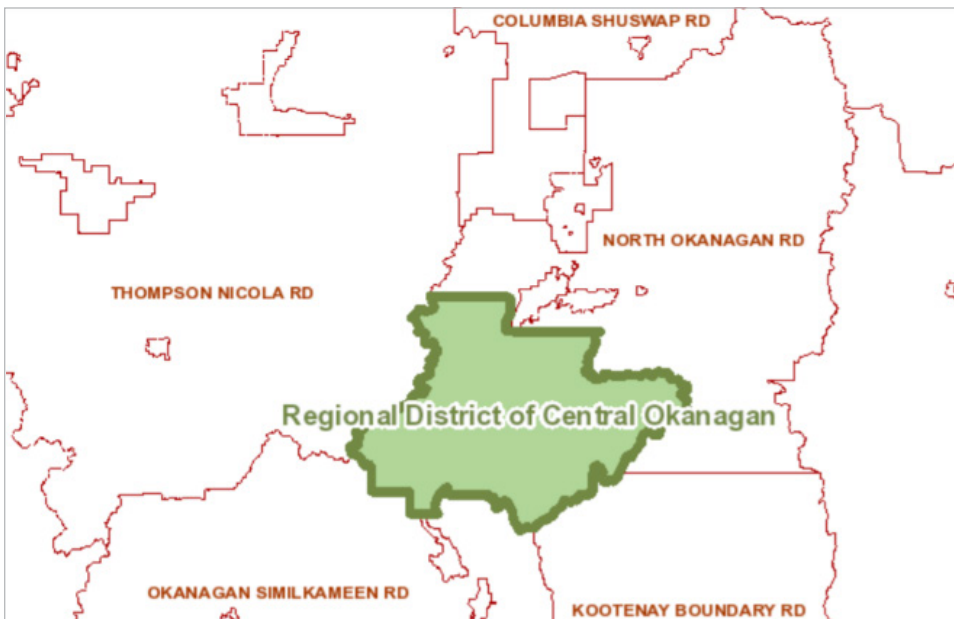 COLUMBIA SHUSWAP RD
NORTH OKANAGAN RD
THOMPSON NICOLA RD
Regional District of Central Okanagan
OKANAGAN SIMILKAMEEN RD
KOOTENAY BOUNDARY RD